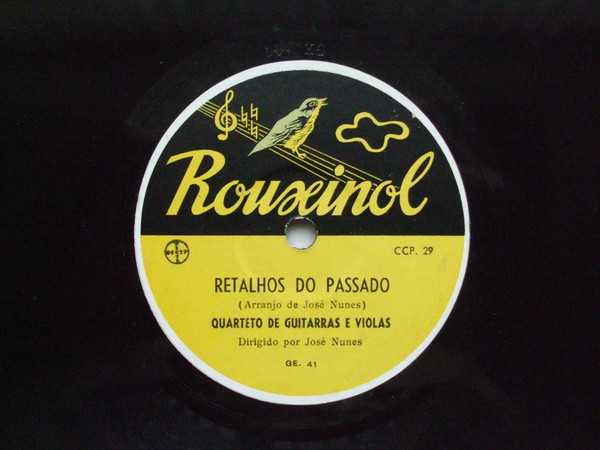 Rouxinol
CCP. 29
RETALHOS DO PASSADO
(Arranjo de José Nunes)
QUARTETO DE GUITARRAS E VIOLAS
Dirigido por José Nunes
GE. 41